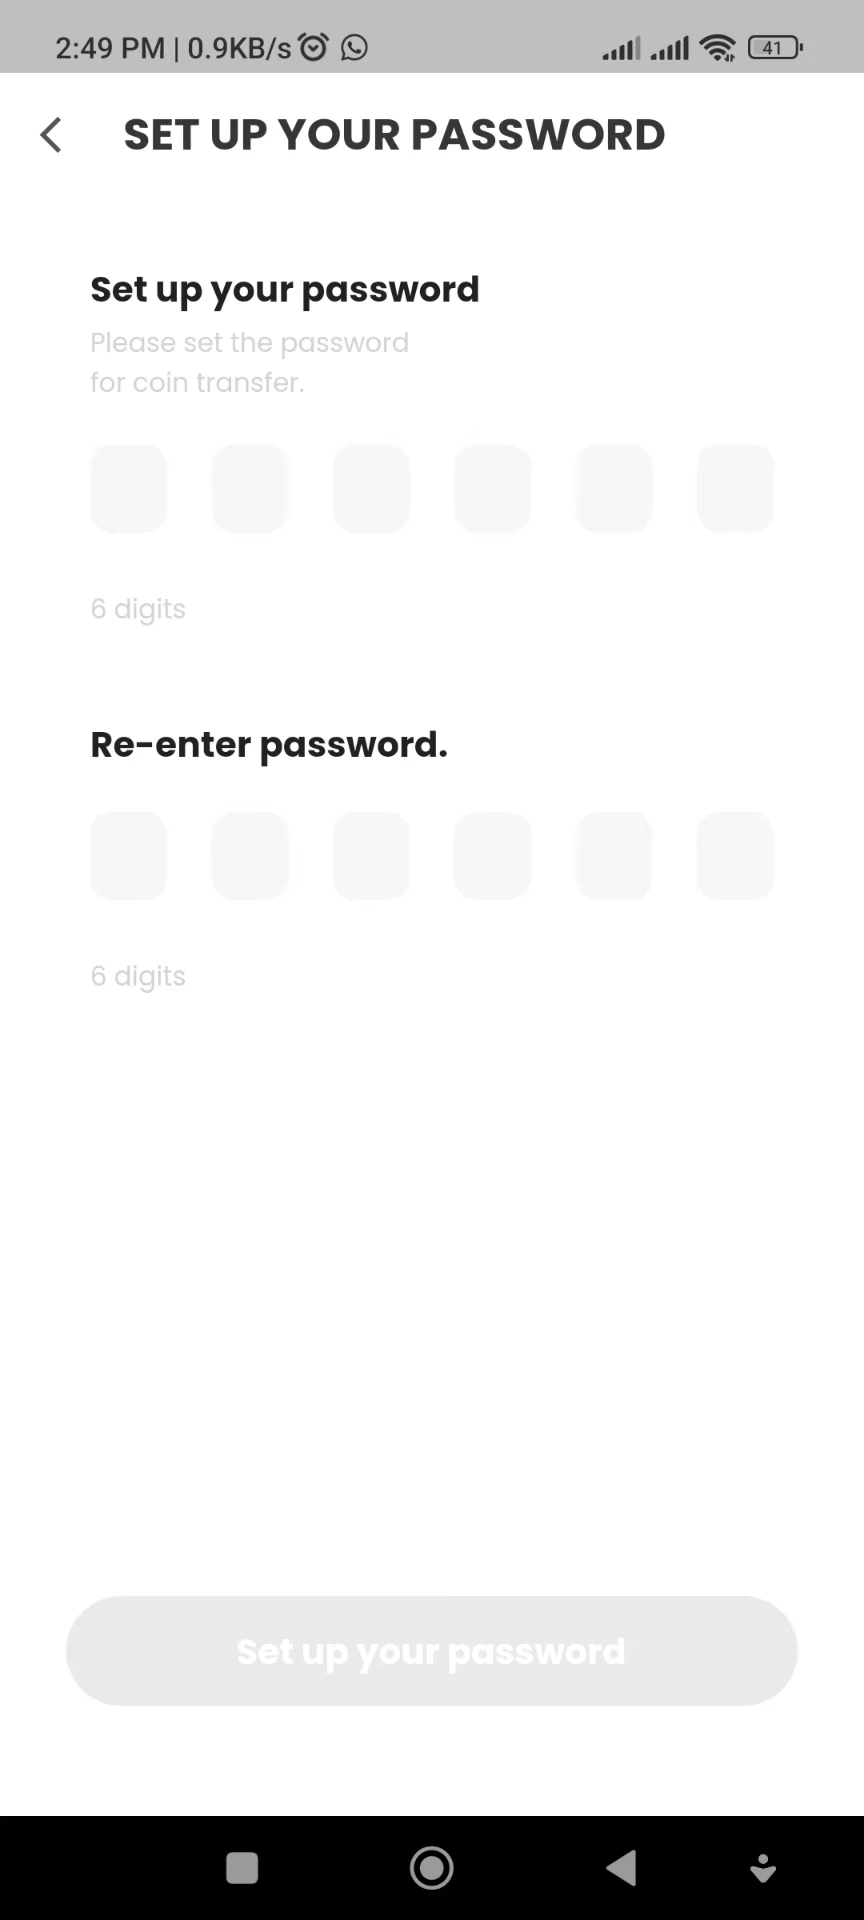 2:49 PM | 0.9KB/s
41
SET UP YOUR PASSWORD
Set up your password
Please set the password
for coin transfer.
6 digits
Re-enter password.
6 digits
Set up your password